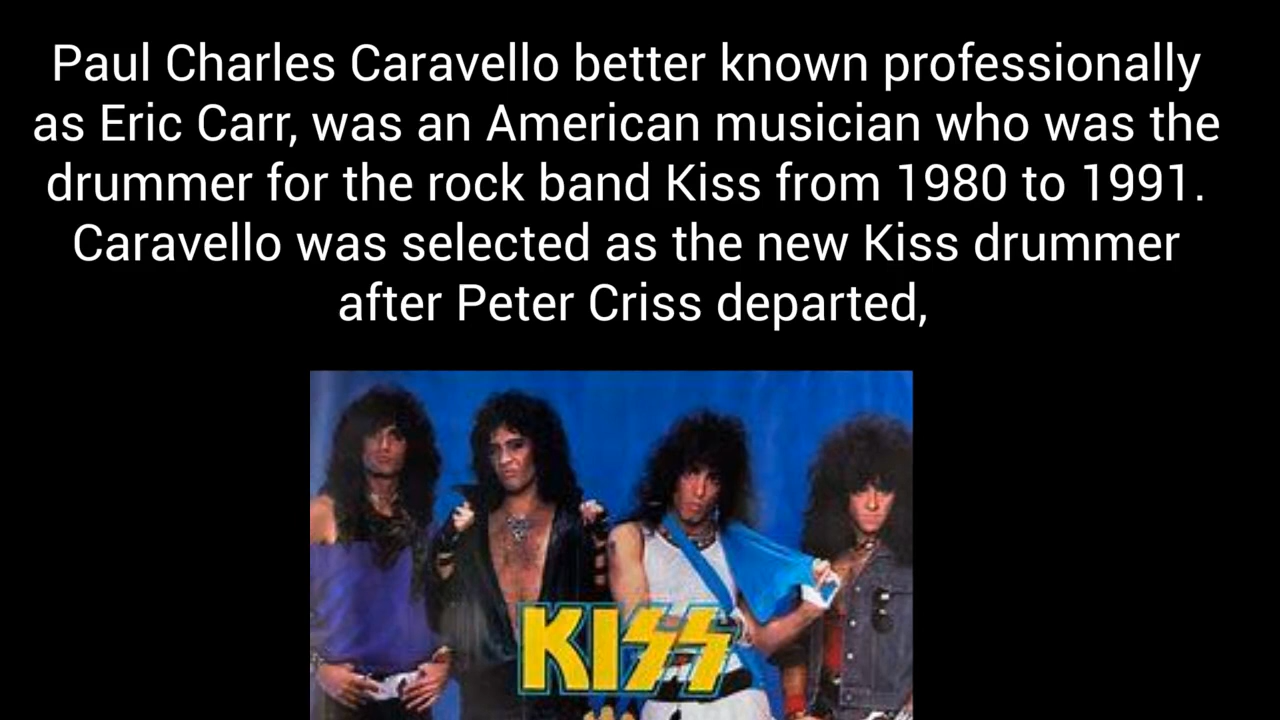 Paul Charles Caravello better known professionally
as Eric Carr, was an American musician who was the
drummer for the rock band Kiss from 1980 to 1991.
Caravello was selected as the new Kiss drummer
after Peter Criss departed,
KISS